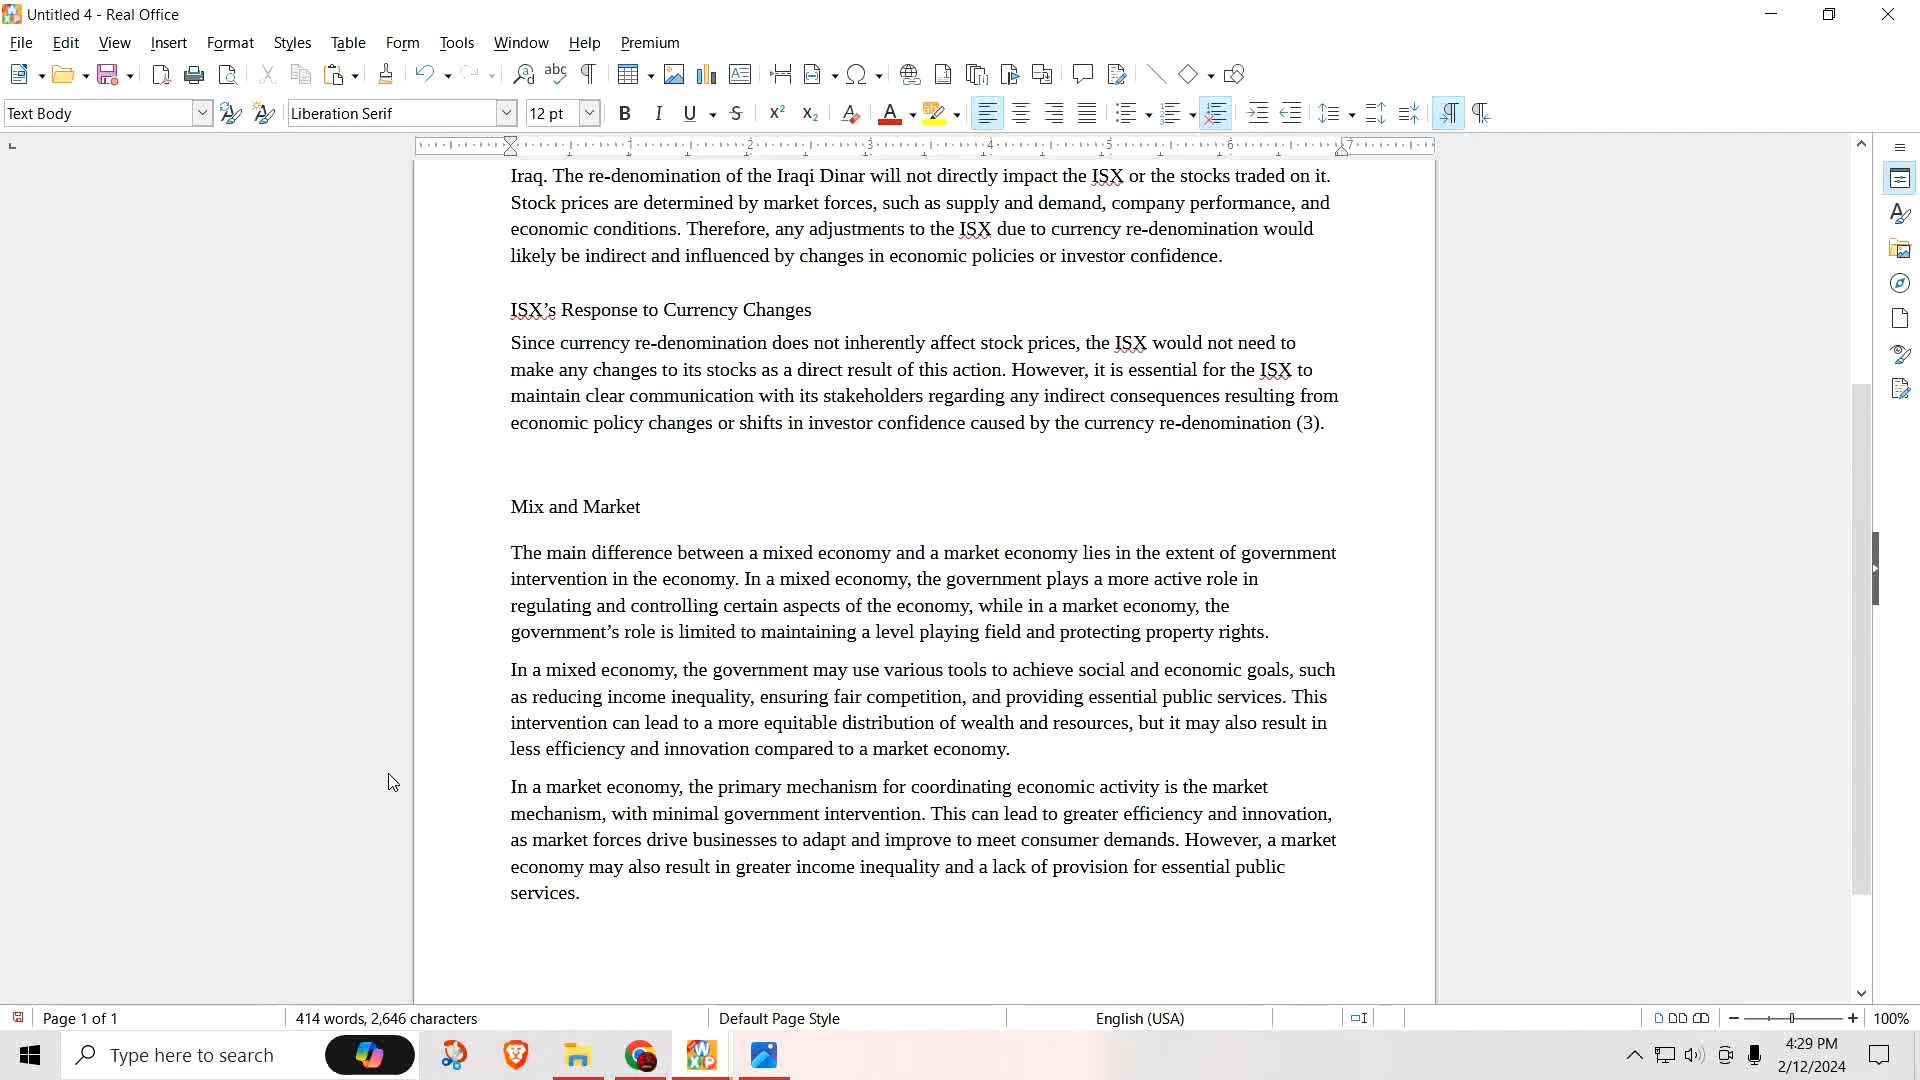 Untitled 4 - Real Office
File Edit View Insert Format Styles Table Form Tools Window Help Premium
Text Body Liberation Serif 12 pt
1 2 3 4 5 6 7
Iraq. The re-denomination of the Iraqi Dinar will not directly impact the ISX or the stocks traded on it.
Stock prices are determined by market forces, such as supply and demand, company performance, and
economic conditions. Therefore, any adjustments to the ISX due to currency re-denomination would
likely be indirect and influenced by changes in economic policies or investor confidence.
ISX’s Response to Currency Changes
Since currency re-denomination does not inherently affect stock prices, the ISX would not need to
make any changes to its stocks as a direct result of this action. However, it is essential for the ISX to
maintain clear communication with its stakeholders regarding any indirect consequences resulting from
economic policy changes or shifts in investor confidence caused by the currency re-denomination (3).
Mix and Market
The main difference between a mixed economy and a market economy lies in the extent of government
intervention in the economy. In a mixed economy, the government plays a more active role in
regulating and controlling certain aspects of the economy, while in a market economy, the
government’s role is limited to maintaining a level playing field and protecting property rights.
In a mixed economy, the government may use various tools to achieve social and economic goals, such
as reducing income inequality, ensuring fair competition, and providing essential public services. This
intervention can lead to a more equitable distribution of wealth and resources, but it may also result in
less efficiency and innovation compared to a market economy.
In a market economy, the primary mechanism for coordinating economic activity is the market
mechanism, with minimal government intervention. This can lead to greater efficiency and innovation,
as market forces drive businesses to adapt and improve to meet consumer demands. However, a market
economy may also result in greater income inequality and a lack of provision for essential public
services.
Page 1 of 1 414 words, 2,646 characters Default Page Style English (USA) 100%
Type here to search 4:29 PM
2/12/2024